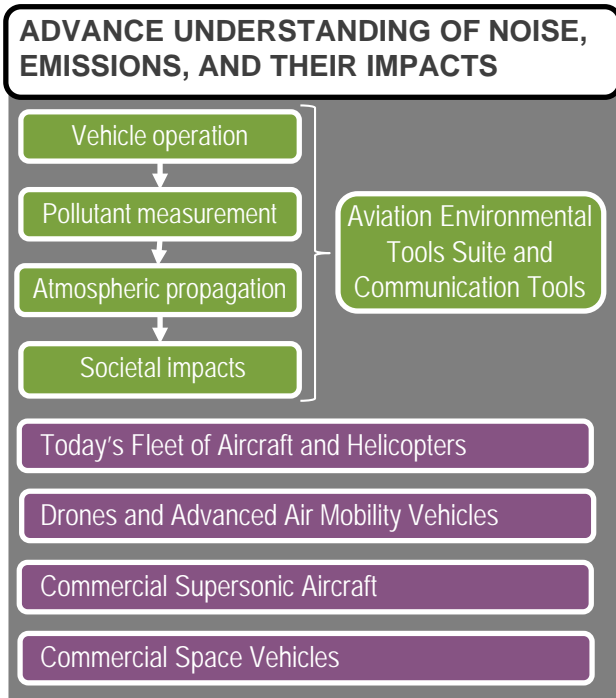 ADVANCE UNDERSTANDING OF NOISE,
EMISSIONS, AND THEIR IMPACTS
Vehicle operation
Pollutant measurement
Atmospheric propagation
Societal impacts
Aviation Environmental
Tools Suite and
Communication Tools
Today's Fleet of Aircraft and Helicopters
Drones and Advanced Air Mobility Vehicles
Commercial Supersonic Aircraft
Commercial Space Vehicles